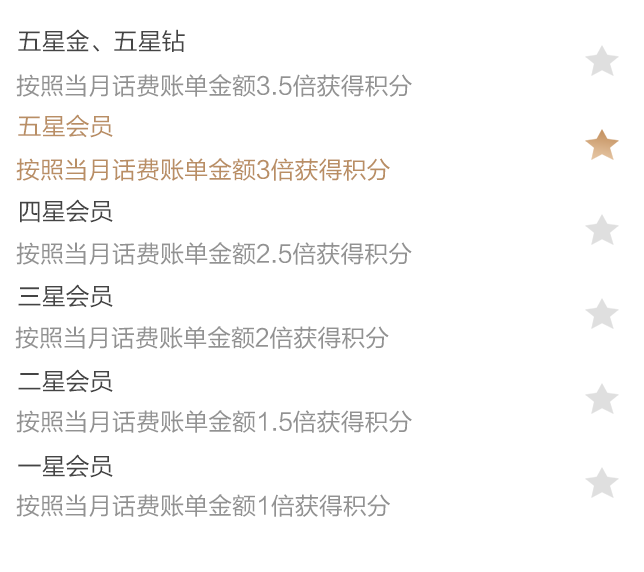 五星金、五星钻
按照当月话费账单金额3.5倍获得积分
五星会员
按照当月话费账单金额3倍获得积分
四星会员
按照当月话费账单金额2.5倍获得积分
三星会员
按照当月话费账单金额2倍获得积分
二星会员
按照当月话费账单金额1.5倍获得积分
一星会员
按照当月话费账单金额1倍获得积分